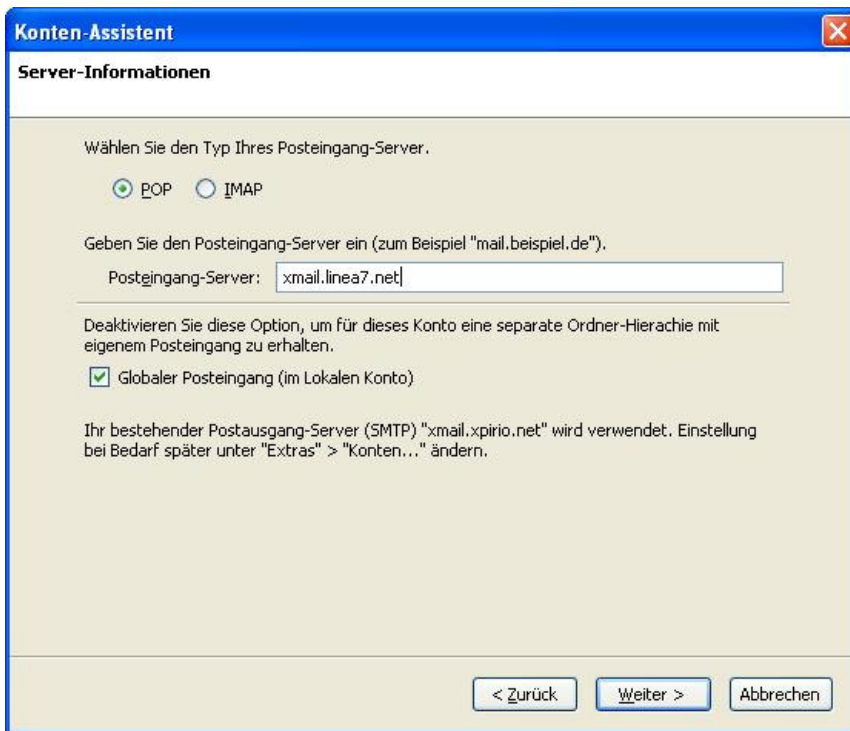 Konten-Assistent
Server-Informationen
Wählen Sie den Typ Ihres Posteingang-Server.
POP IMAP
Geben Sie den Posteingang-Server ein (zum Beispiel "mail.beispiel.de").
Posteingang-Server: xmail.linea7.net
Deaktivieren Sie diese Option, um für dieses Konto eine separate Ordner-Hierachie mit
eigenem Posteingang zu erhalten.
Globaler Posteingang (im Lokalen Konto)
Ihr bestehender Postausgang-Server (SMTP) "xmail.xpirio.net" wird verwendet. Einstellung
bei Bedarf später unter "Extras" > "Konten..." ändern.
< Zurück Weiter > Abbrechen